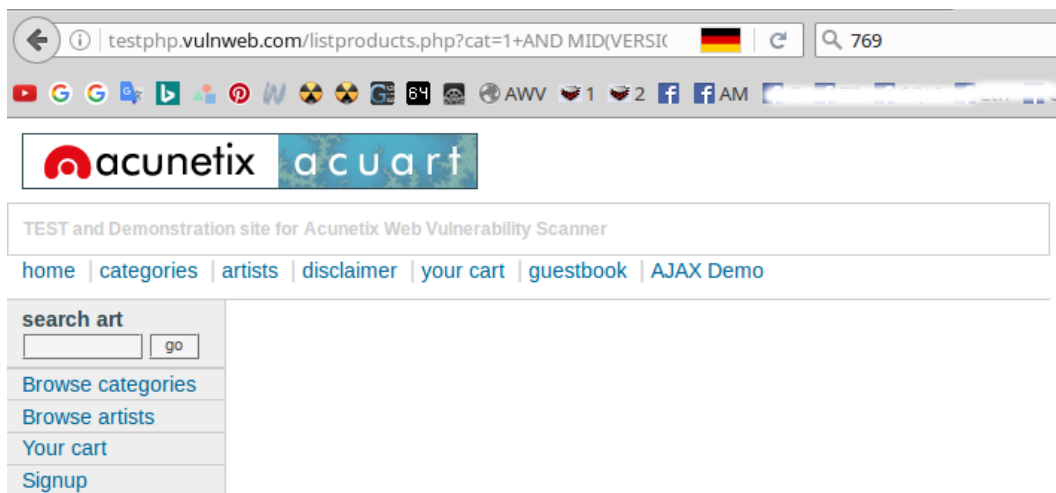 testphp.vulnweb.com/listproducts.php?cat=1+AND MID(VERSI
769
64 AWV 1 2 AM
acunetix acuart
TEST and Demonstration site for Acunetix Web Vulnerability Scanner
home | categories | artists | disclaimer | your cart | guestbook | AJAX Demo
search art
go
Browse categories
Browse artists
Your cart
Signup